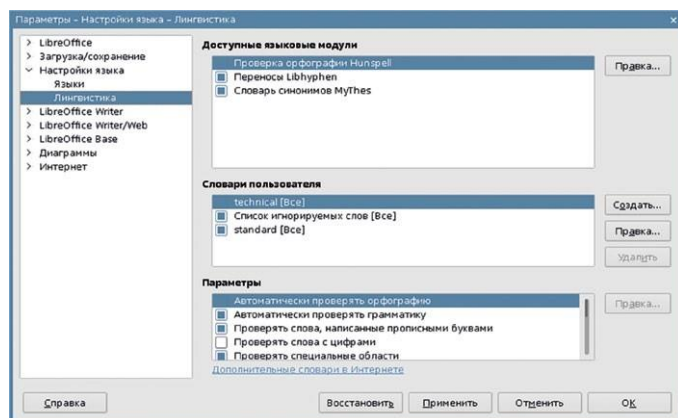 Параметры – Настройки языка – Лингвистика
LibreOffice
Загрузка/сохранение
Настройки языка
Языки
Лингвистика
LibreOffice Writer
LibreOffice Writer/Web
LibreOffice Base
Диаграммы
Интернет
Доступные языковые модули
Проверка орфографии Hunspell
Переносы Libhyphen
Словарь синонимов MyThes
Правка...
Словари пользователя
technical [Все]
Список игнорируемых слов [Все]
standard [Все]
Создать...
Правка...
Удалить
Параметры
Автоматически проверять орфографию
Автоматически проверять грамматику
Проверять слова, написанные прописными буквами
Проверять слова с цифрами
Проверять специальные области
Правка...
Дополнительные словари в Интернете
Справка
Восстановить
Применить
Отменить
OK